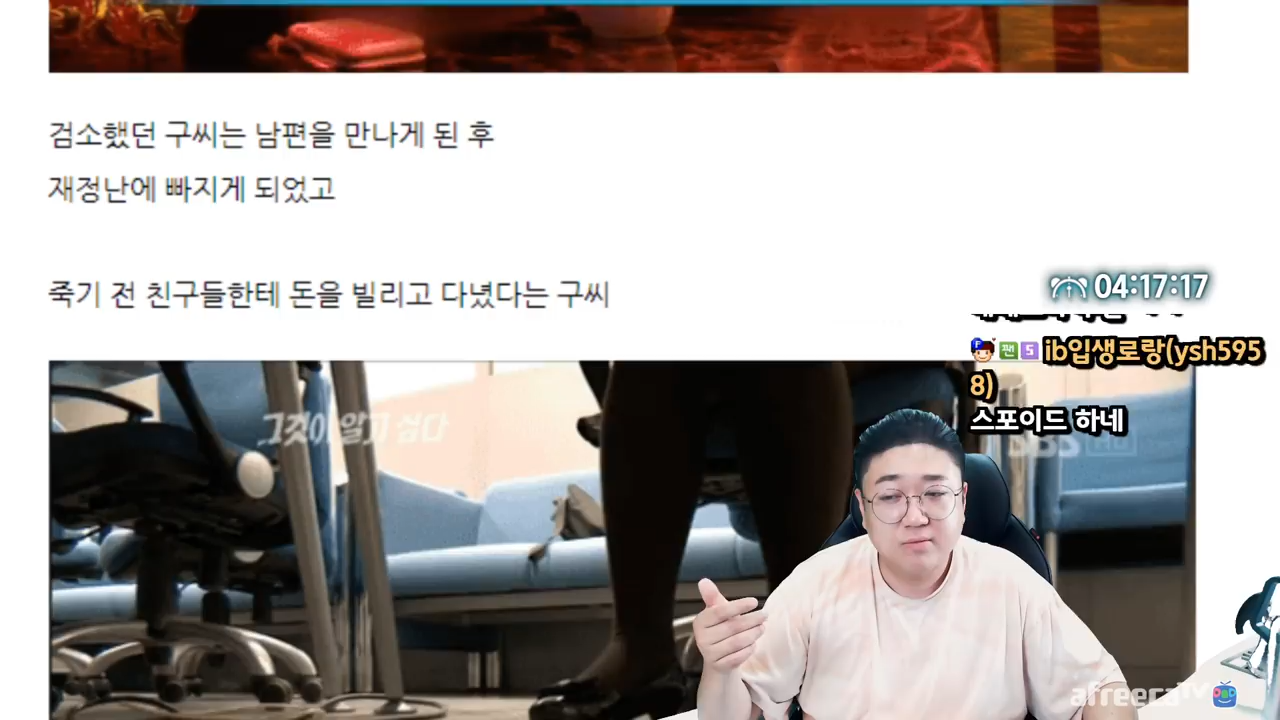 검소했던 구씨는 남편을 만나게 된 후
재정난에 빠지게 되었고
죽기 전 친구들한테 돈을 빌리고 다녔다는 구씨
04:17:17
F 팬 5 ib입생로랑(ysh595
8)
스포이드 하네
그것이 알고 싶다
SBS HD
afreecaTV